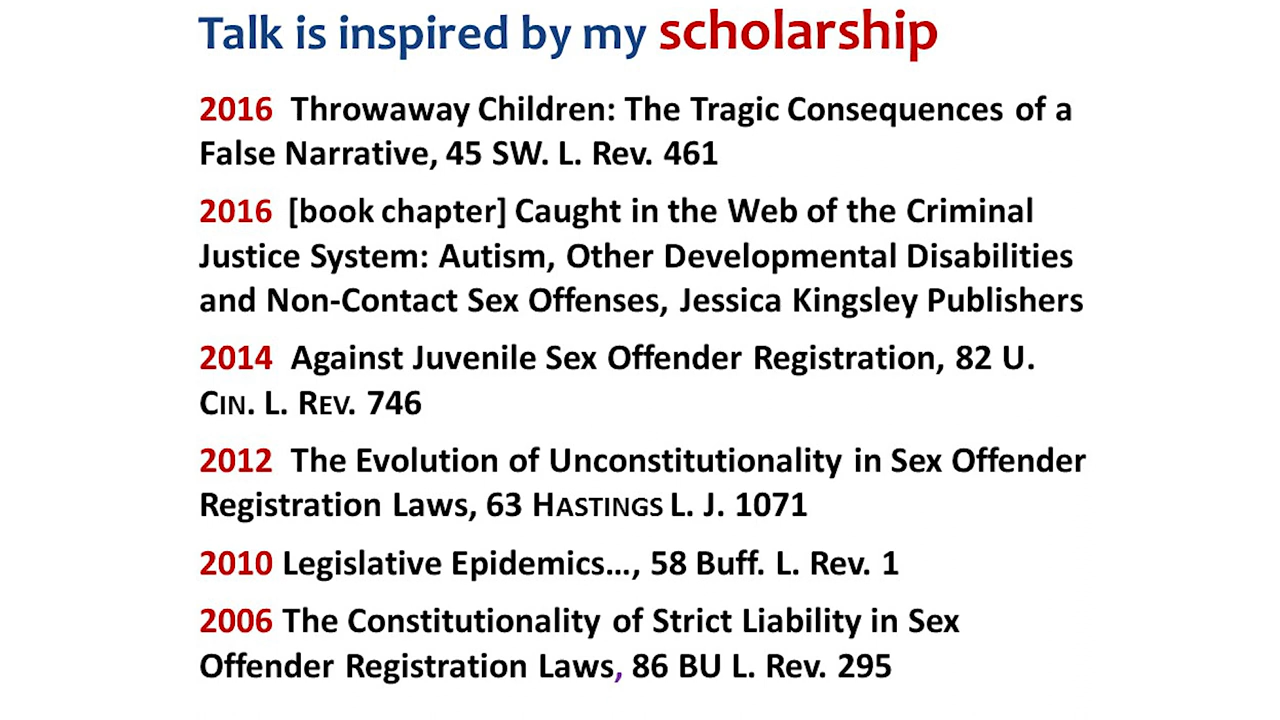 Talk is inspired by my scholarship
2016 Throwaway Children: The Tragic Consequences of a
False Narrative, 45 SW. L. Rev. 461
2016 [book chapter] Caught in the Web of the Criminal
Justice System: Autism, Other Developmental Disabilities
and Non-Contact Sex Offenses, Jessica Kingsley Publishers
2014 Against Juvenile Sex Offender Registration, 82 U.
CIN. L. REV. 746
2012 The Evolution of Unconstitutionality in Sex Offender
Registration Laws, 63 HASTINGS L. J. 1071
2010 Legislative Epidemics…, 58 Buff. L. Rev. 1
2006 The Constitutionality of Strict Liability in Sex
Offender Registration Laws, 86 BU L. Rev. 295